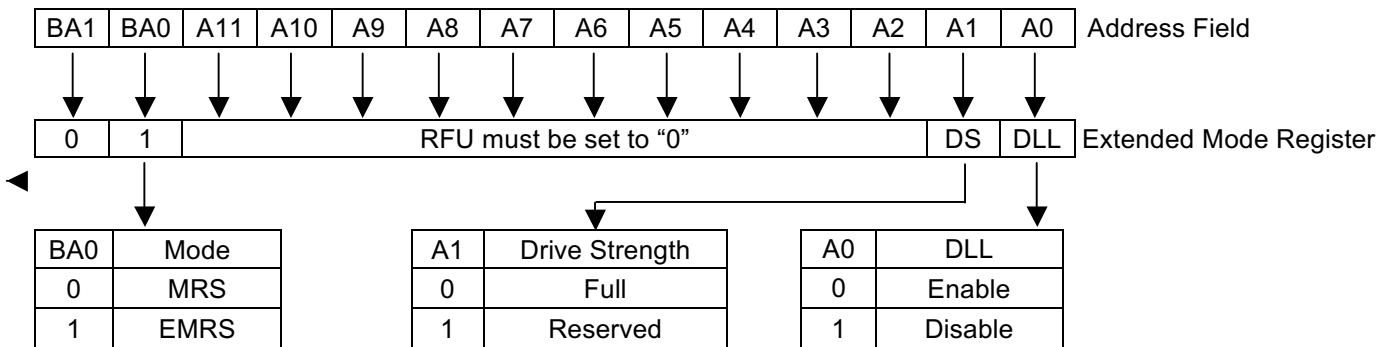 BA1 BA0 A11 A10 A9 A8 A7 A6 A5 A4 A3 A2 A1 A0 Address Field
0 1 RFU must be set to “0” DS DLL Extended Mode Register
BA0 Mode A1 Drive Strength A0 DLL
0 MRS 0 Full 0 Enable
1 EMRS 1 Reserved 1 Disable